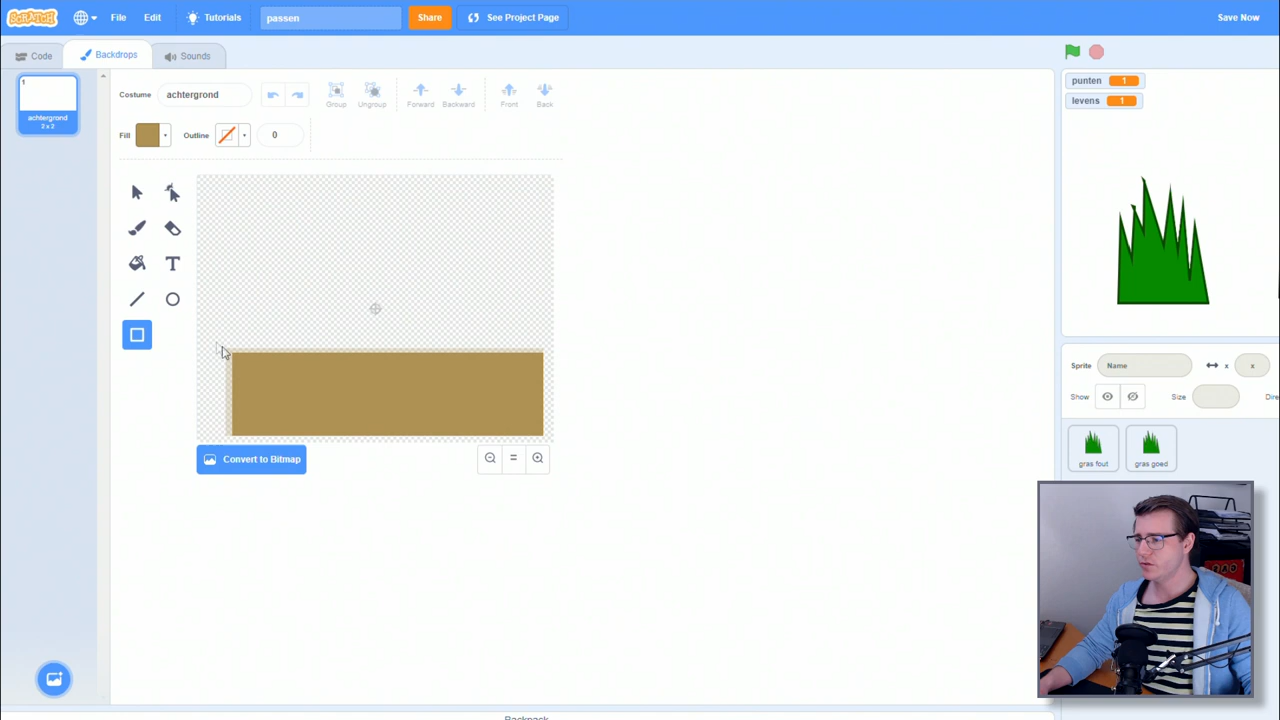 SCRATCH File Edit Tutorials passen Share See Project Page Save Now
Code Backdrops Sounds
1
achtergrond
2 x 2
Costume achtergrond Group Ungroup Forward Backward Front Back
Fill Outline 0
Convert to Bitmap
punten 1
levens 1
Sprite Name x x
Show Size Dire
gras fout gras goed
Backpack